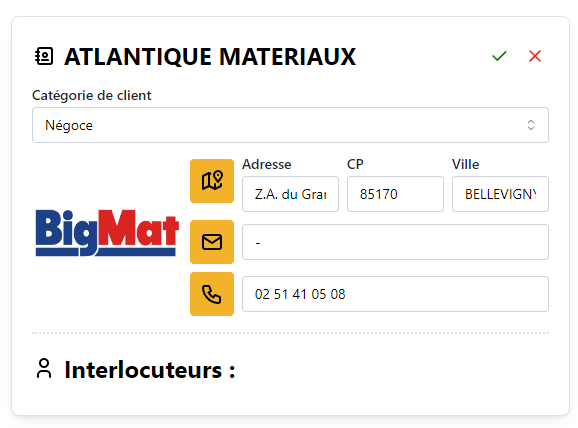 ATLANTIQUE MATERIAUX
Catégorie de client
Négoce
Adresse CP Ville
Z.A. du Gran 85170 BELLEVIGNY
BigMat
-
02 51 41 05 08
Interlocuteurs :